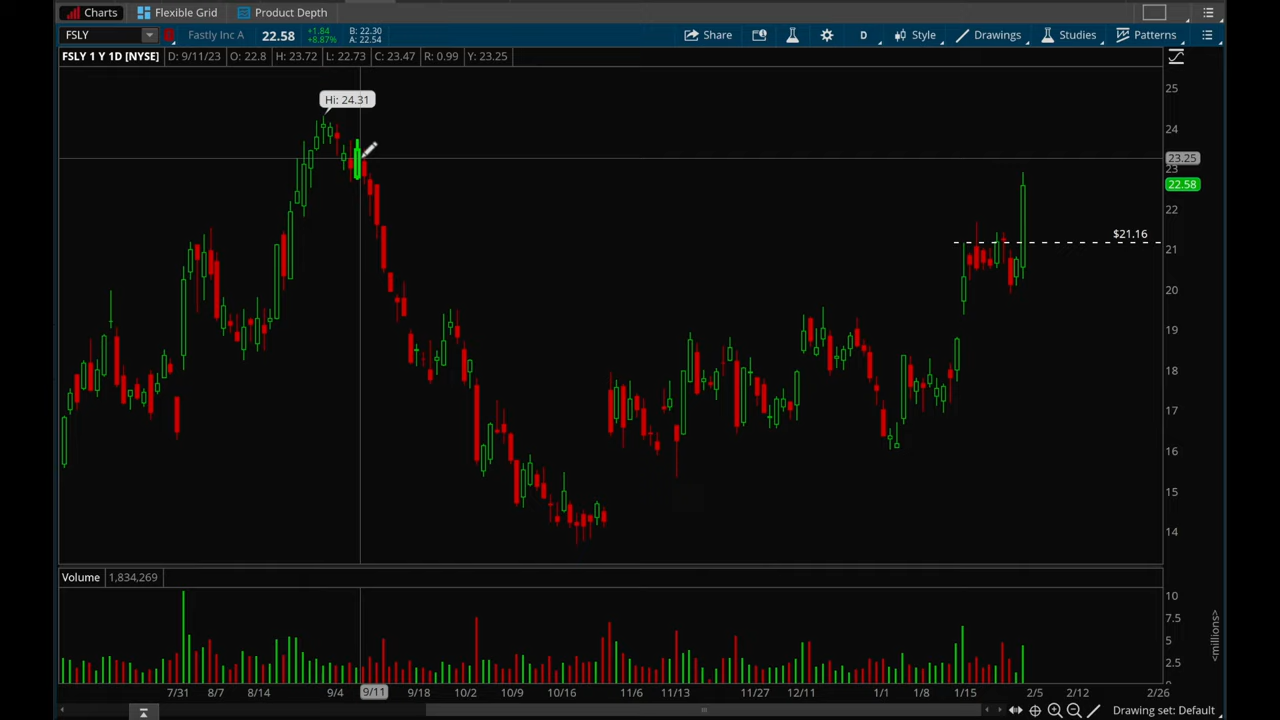 Charts Flexible Grid Product Depth
FSLY Fastly Inc A 22.58 +1.84 +8.87% B: 22.30 A: 22.54 Share D Style Drawings Studies Patterns
FSLY 1 Y 1D [NYSE] D: 9/11/23 O: 22.8 H: 23.72 L: 22.73 C: 23.47 R: 0.99 Y: 23.25
25
Hi: 24.31
24
23.25
23
22.58
22
$21.16
21
20
19
18
17
16
15
14
Volume 1,834,269
10
7.5
5
2.5
<millions>
7/31 8/7 8/14 9/4 9/11 9/18 10/2 10/9 10/16 11/6 11/13 11/27 12/11 1/1 1/8 1/15 2/5 2/12 2/26
Drawing set: Default